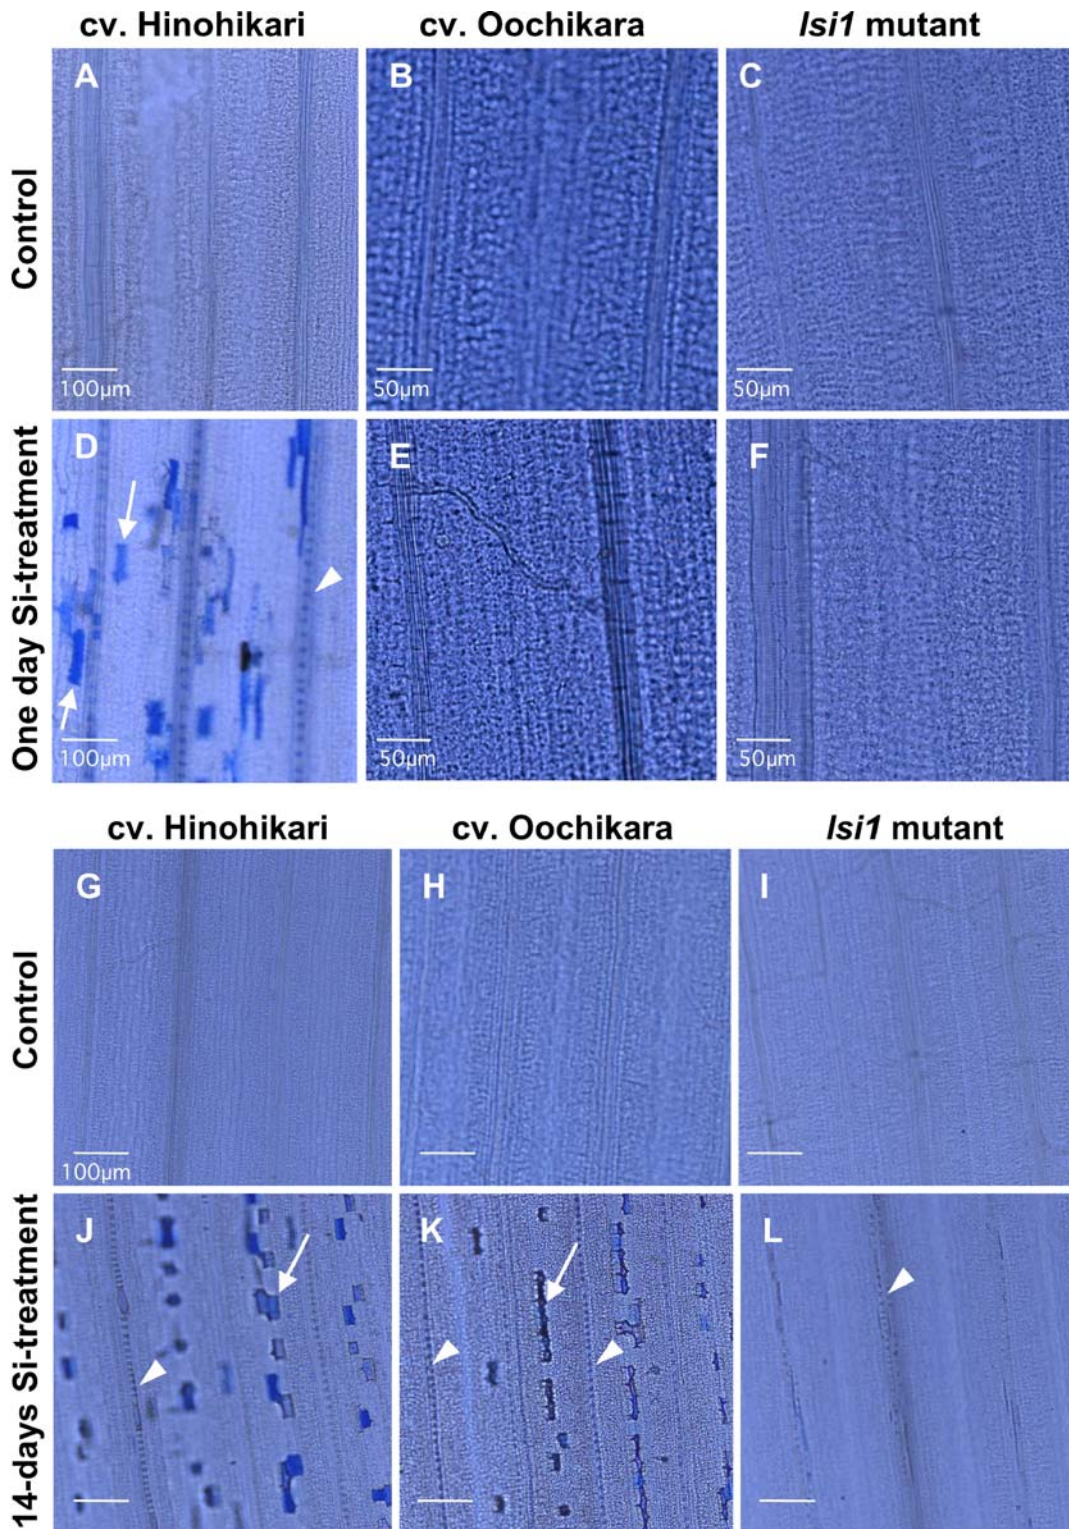 cv. Hinohikari cv. Oochikara lsi1 mutant
Control
A B C
100µm 50µm 50µm
One day Si-treatment
D E F
100µm 50µm 50µm
cv. Hinohikari cv. Oochikara lsi1 mutant
Control
G H I
100µm
14-days Si-treatment
J K L